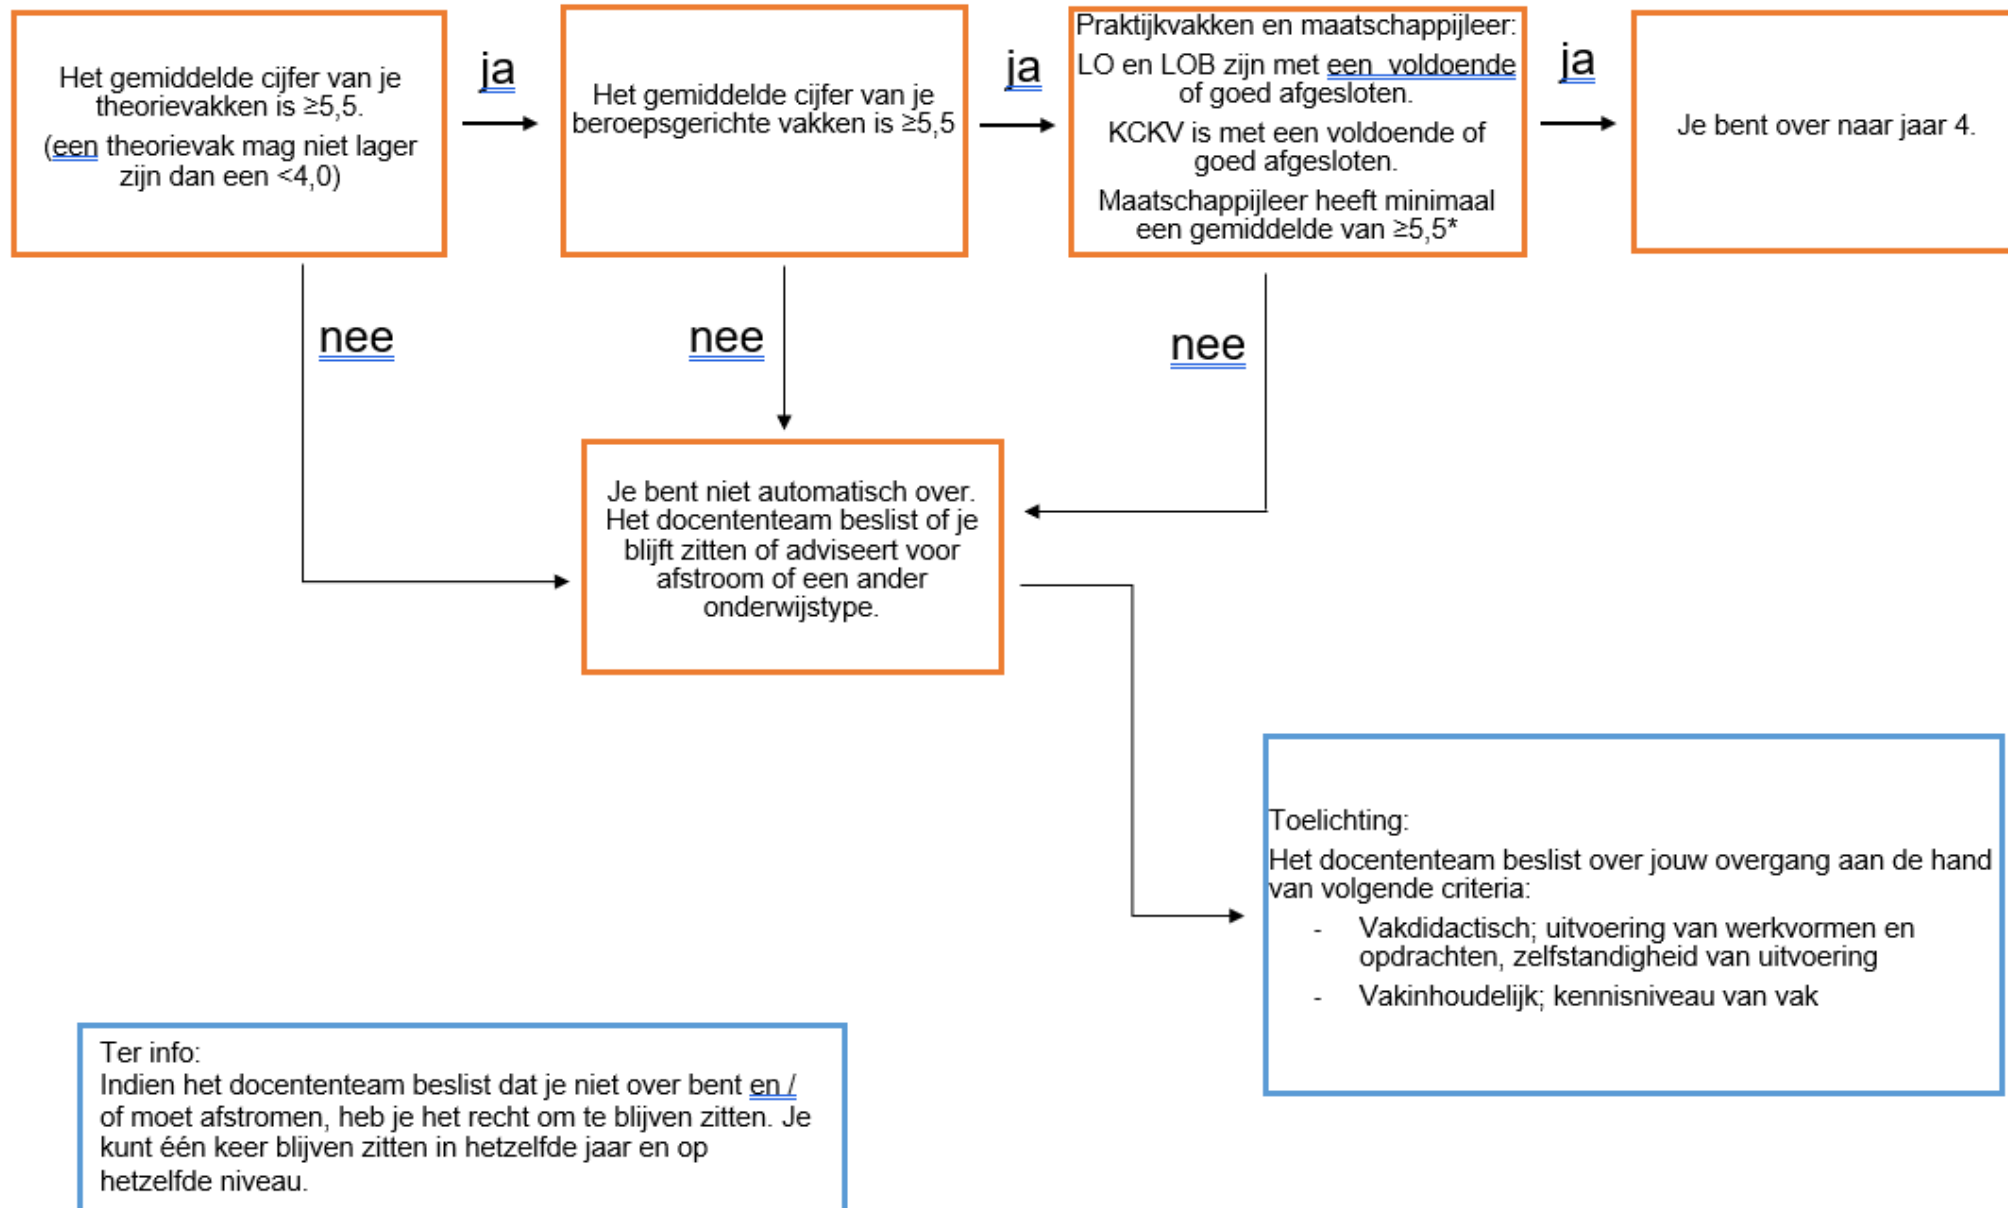 Het gemiddelde cijfer van je
theorievakken is ≥5,5.
(een theorievak mag niet lager
zijn dan een <4,0)
ja
Het gemiddelde cijfer van je
beroepsgerichte vakken is ≥5,5
ja
Praktijkvakken en maatschappijleer:
LO en LOB zijn met een voldoende
of goed afgesloten.
KCKV is met een voldoende of
goed afgesloten.
Maatschappijleer heeft minimaal
een gemiddelde van ≥5,5*
ja
Je bent over naar jaar 4.
nee
nee
nee
Je bent niet automatisch over.
Het docententeam beslist of je
blijft zitten of adviseert voor
afstroom of een ander
onderwijstype.
Toelichting:
Het docententeam beslist over jouw overgang aan de hand
van volgende criteria:
- Vakdidactisch; uitvoering van werkvormen en
opdrachten, zelfstandigheid van uitvoering
- Vakinhoudelijk; kennisniveau van vak
Ter info:
Indien het docententeam beslist dat je niet over bent en /
of moet afstromen, heb je het recht om te blijven zitten. Je
kunt één keer blijven zitten in hetzelfde jaar en op
hetzelfde niveau.